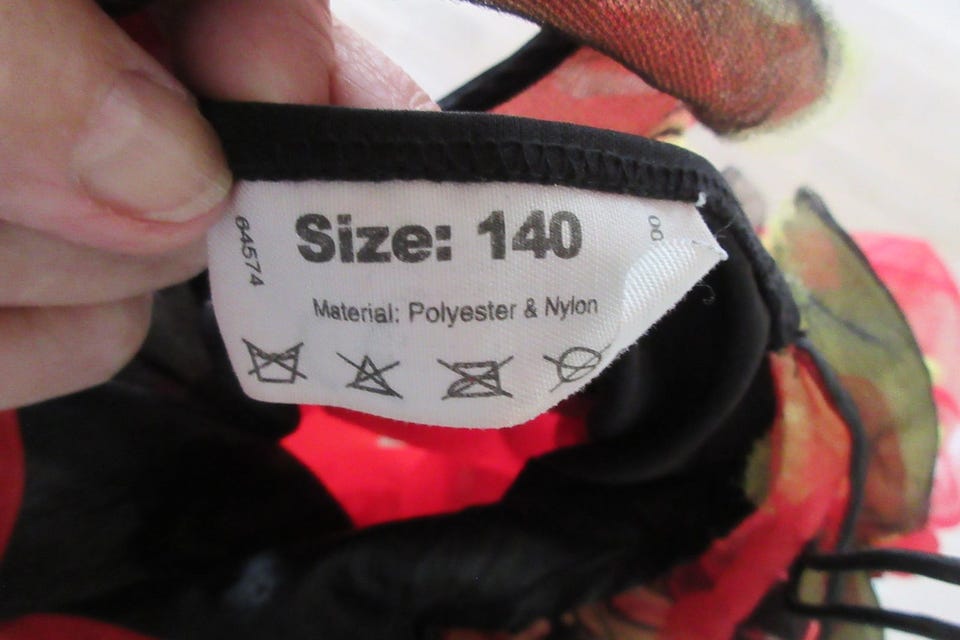 Size: 140
Material: Polyester & Nylon
64574
00